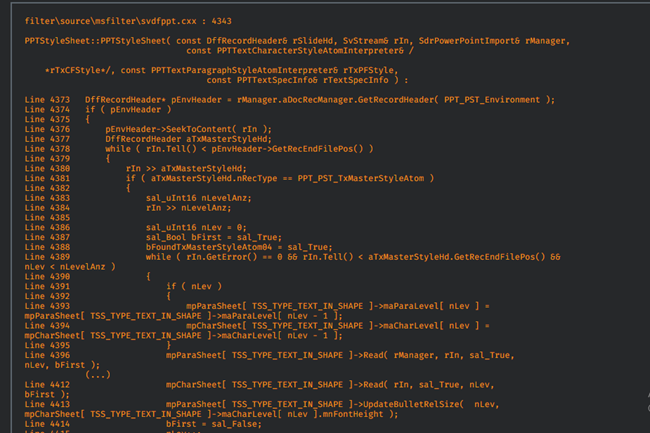 filter\source\msfilter\svdfppt.cxx : 4343
PPTStyleSheet::PPTStyleSheet( const DffRecordHeader& rSlideHd, SvStream& rIn, SdrPowerPointImport& rManager,
const PPTTextCharacterStyleAtomInterpreter& /
*rTxCFStyle*/, const PPTTextParagraphStyleAtomInterpreter& rTxPFStyle,
const PPTTextSpecInfo& rTextSpecInfo ) :
Line 4373 DffRecordHeader* pEnvHeader = rManager.aDocRecManager.GetRecordHeader( PPT_PST_Environment );
Line 4374 if ( pEnvHeader )
Line 4375 {
Line 4376 pEnvHeader->SeekToContent( rIn );
Line 4377 DffRecordHeader aTxMasterStyleHd;
Line 4378 while ( rIn.Tell() < pEnvHeader->GetRecEndFilePos() )
Line 4379 {
Line 4380 rIn >> aTxMasterStyleHd;
Line 4381 if ( aTxMasterStyleHd.nRecType == PPT_PST_TxMasterStyleAtom )
Line 4382 {
Line 4383 sal_uInt16 nLevelAnz;
Line 4384 rIn >> nLevelAnz;
Line 4385
Line 4386 sal_uInt16 nLev = 0;
Line 4387 sal_Bool bFirst = sal_True;
Line 4388 bFoundTxMasterStyleAtom04 = sal_True;
Line 4389 while ( rIn.GetError() == 0 && rIn.Tell() < aTxMasterStyleHd.GetRecEndFilePos() &&
nLev < nLevelAnz )
Line 4390 {
Line 4391 if ( nLev )
Line 4392 {
Line 4393 mpParaSheet[ TSS_TYPE_TEXT_IN_SHAPE ]->maParaLevel[ nLev ] =
mpParaSheet[ TSS_TYPE_TEXT_IN_SHAPE ]->maParaLevel[ nLev - 1 ];
Line 4394 mpCharSheet[ TSS_TYPE_TEXT_IN_SHAPE ]->maCharLevel[ nLev ] =
mpCharSheet[ TSS_TYPE_TEXT_IN_SHAPE ]->maCharLevel[ nLev - 1 ];
Line 4395 }
Line 4396 mpParaSheet[ TSS_TYPE_TEXT_IN_SHAPE ]->Read( rManager, rIn, sal_True,
nLev, bFirst );
(...)
Line 4412 mpCharSheet[ TSS_TYPE_TEXT_IN_SHAPE ]->Read( rIn, sal_True, nLev,
bFirst );
Line 4413 mpParaSheet[ TSS_TYPE_TEXT_IN_SHAPE ]->UpdateBulletRelSize( nLev,
mpCharSheet[ TSS_TYPE_TEXT_IN_SHAPE ]->maCharLevel[ nLev ].mnFontHeight );
Line 4414 bFirst = sal_False;